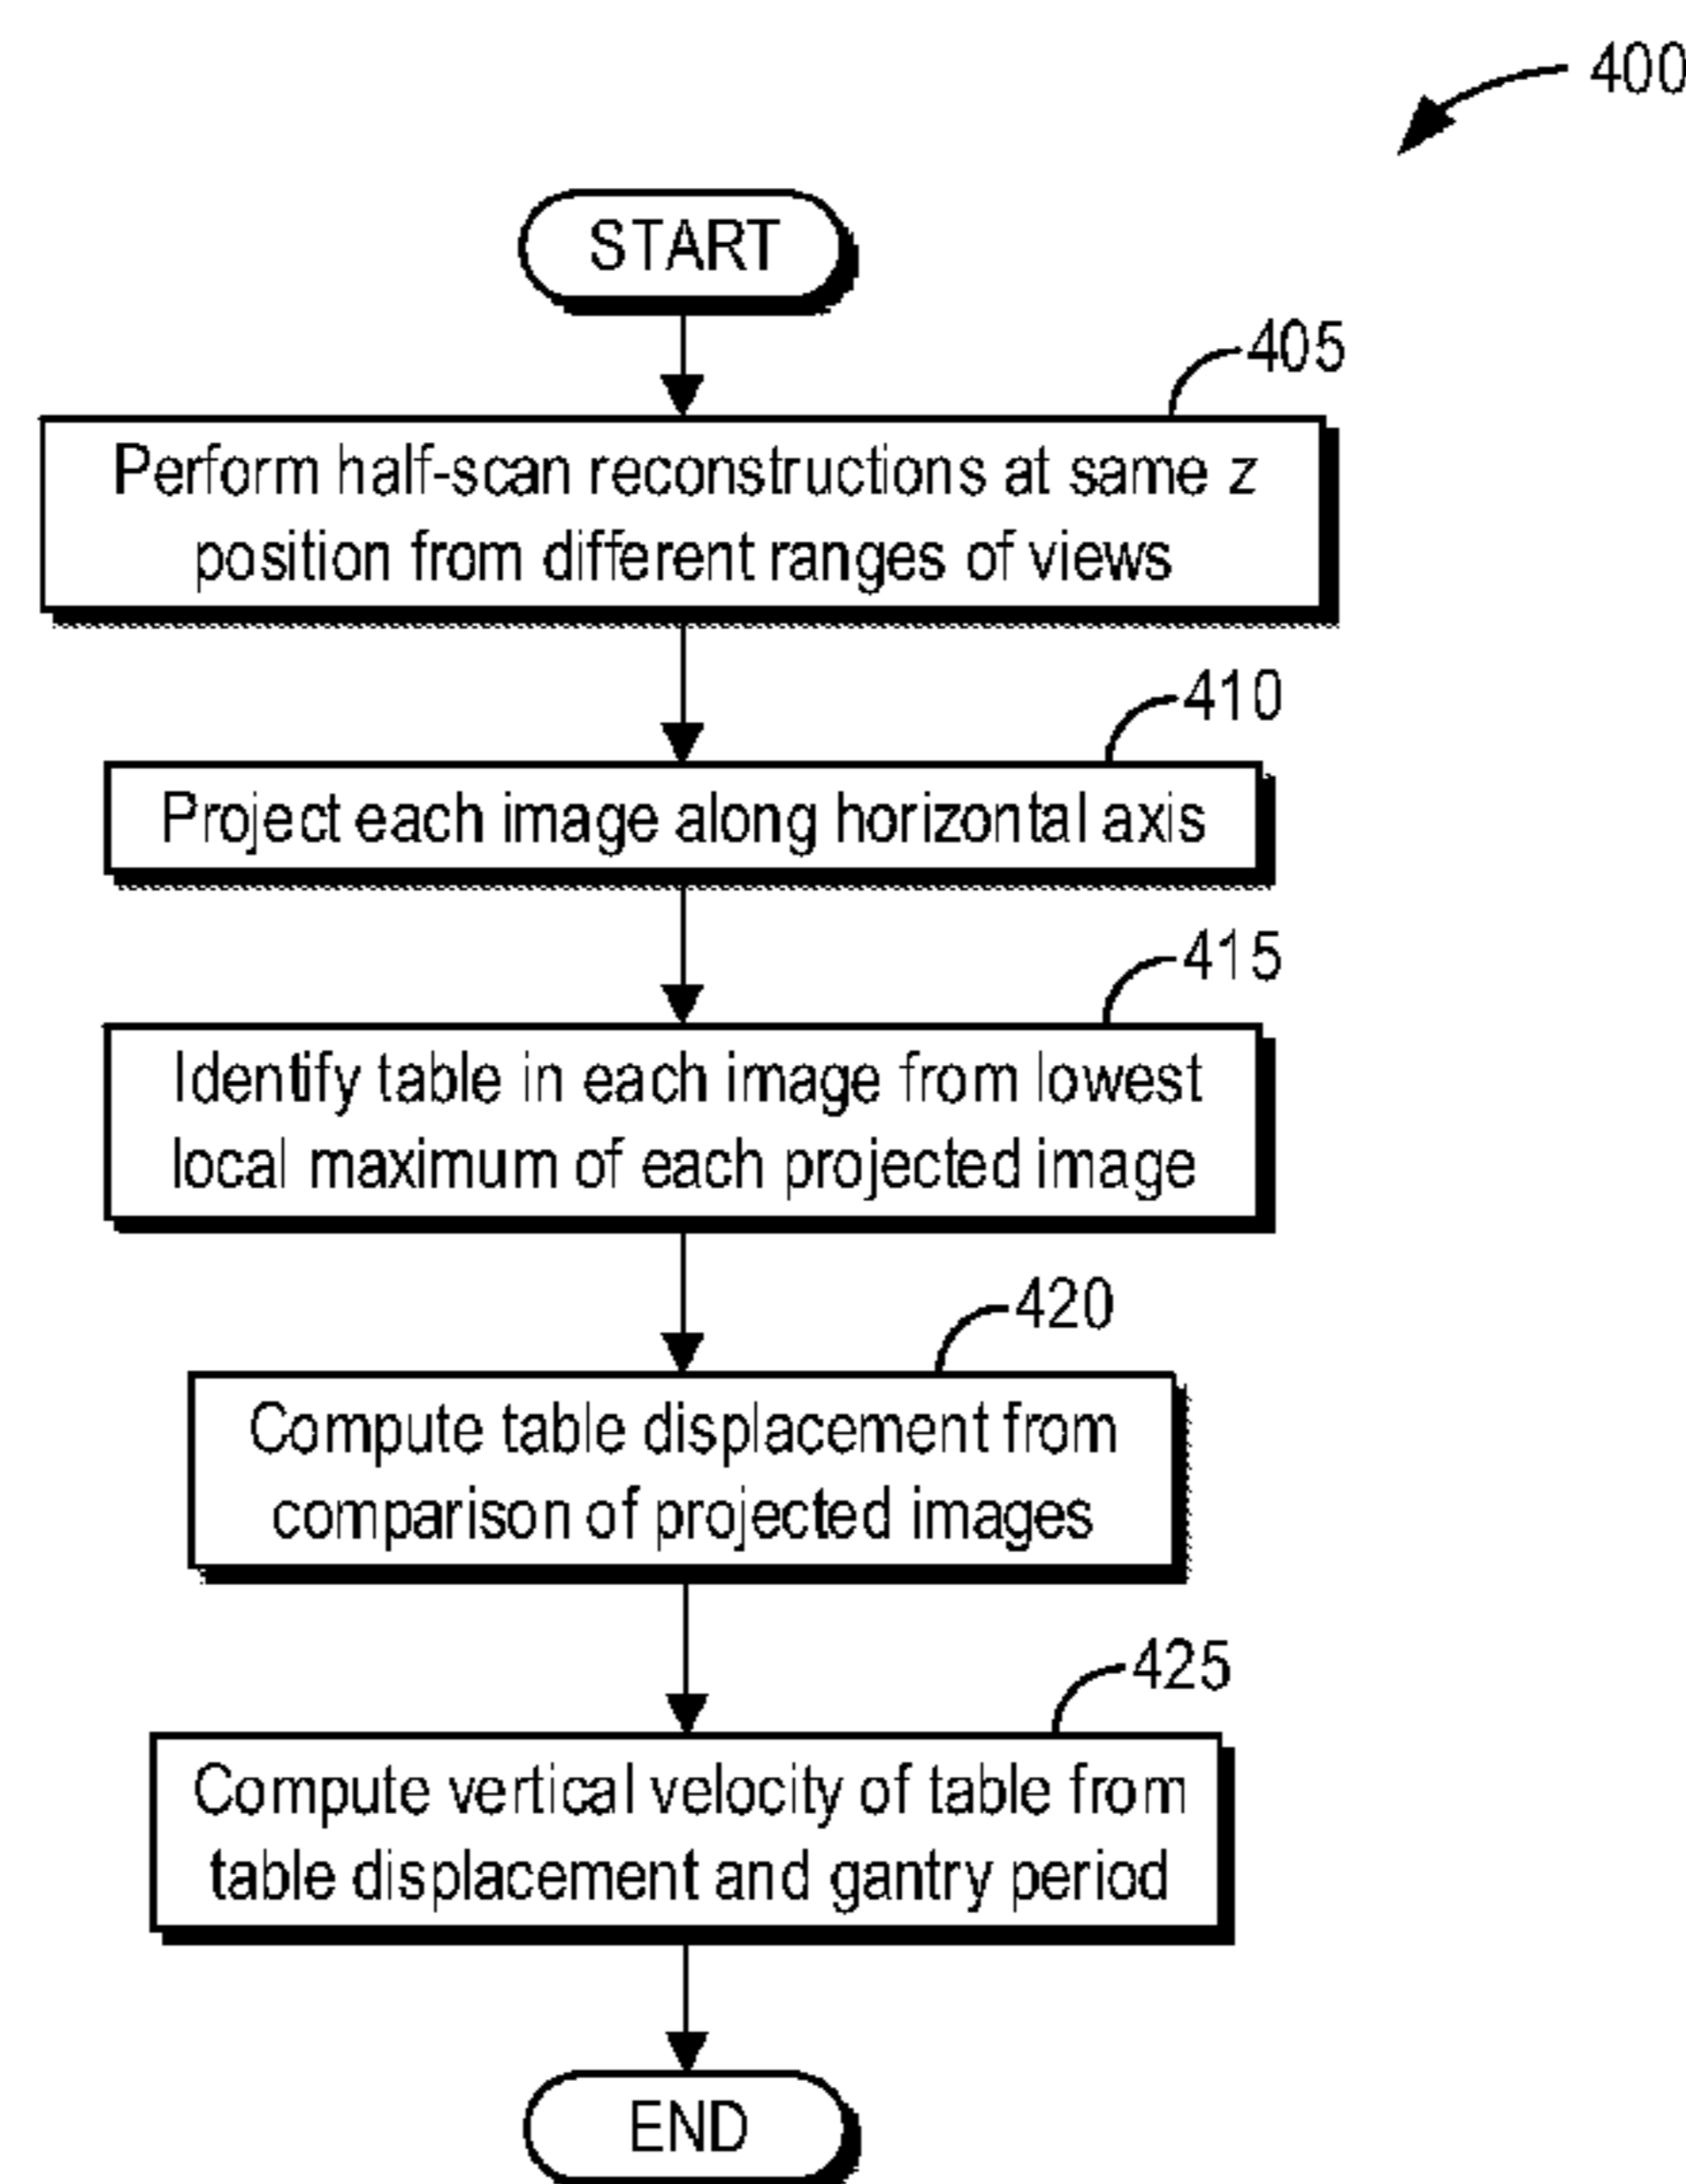 400
START
405
Perform half-scan reconstructions at same z
position from different ranges of views
410
Project each image along horizontal axis
415
Identify table in each image from lowest
local maximum of each projected image
420
Compute table displacement from
comparison of projected images
425
Compute vertical velocity of table from
table displacement and gantry period
END